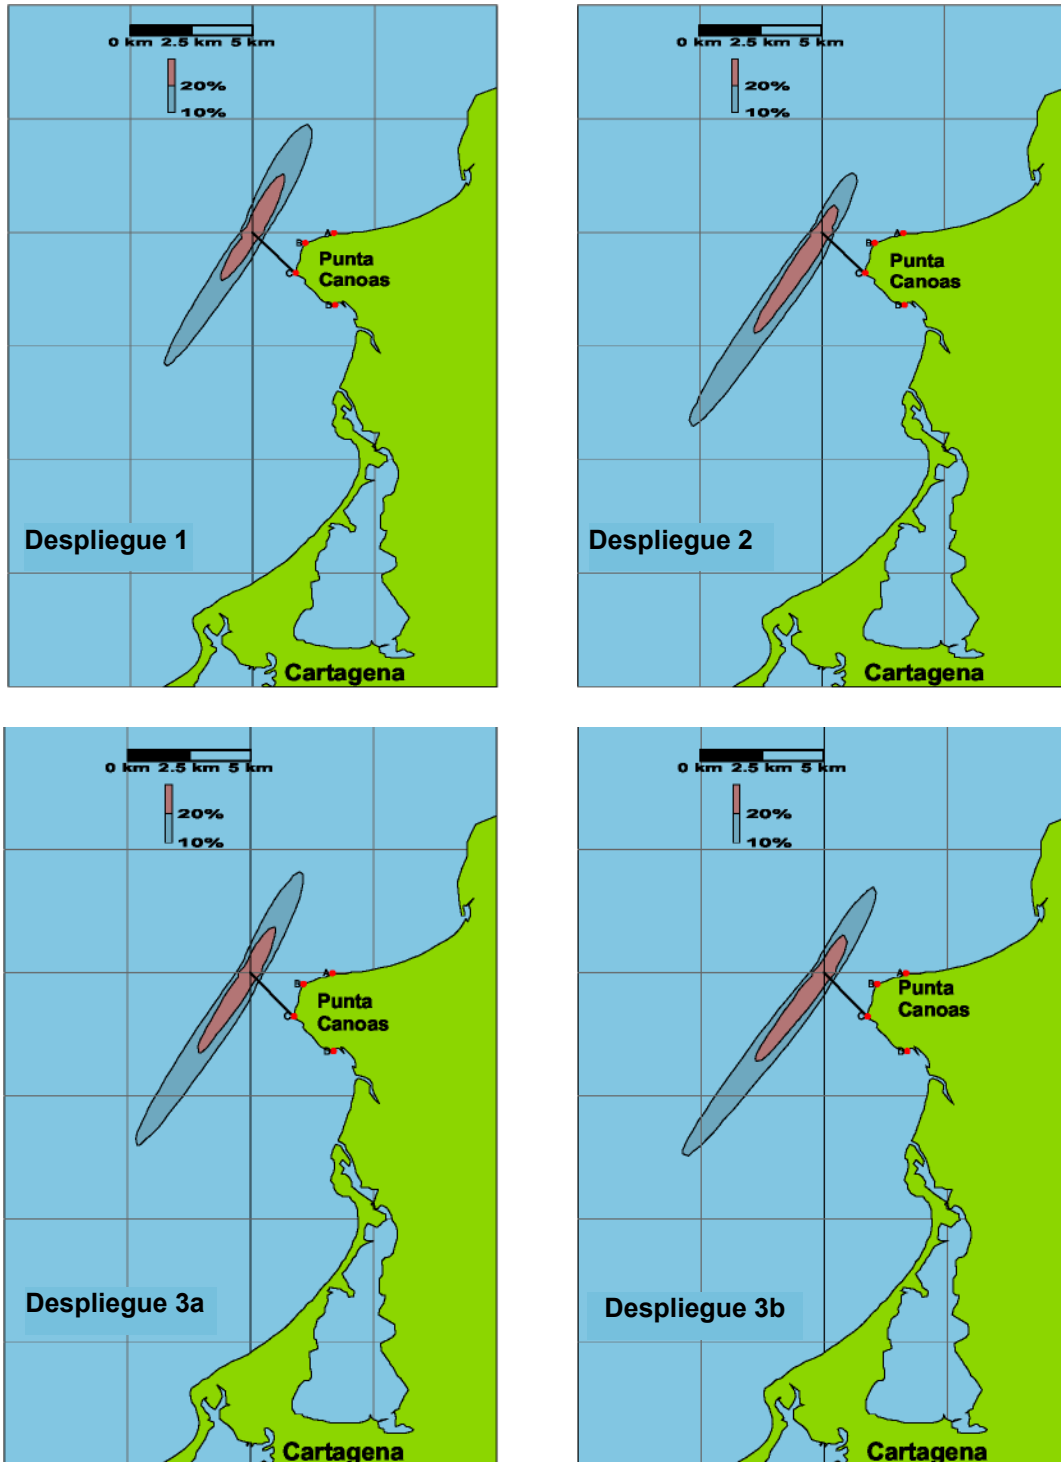 0 km 2.5 km 5 km
20%
10%
A
B
Punta
Canoas
C
D
Despliegue 1
Cartagena
0 km 2.5 km 5 km
20%
10%
A
B
Punta
Canoas
C
D
Despliegue 2
Cartagena
0 km 2.5 km 5 km
20%
10%
A
B
Punta
Canoas
C
D
Despliegue 3a
Cartagena
0 km 2.5 km 5 km
20%
10%
A
B
Punta
Canoas
C
D
Despliegue 3b
Cartagena